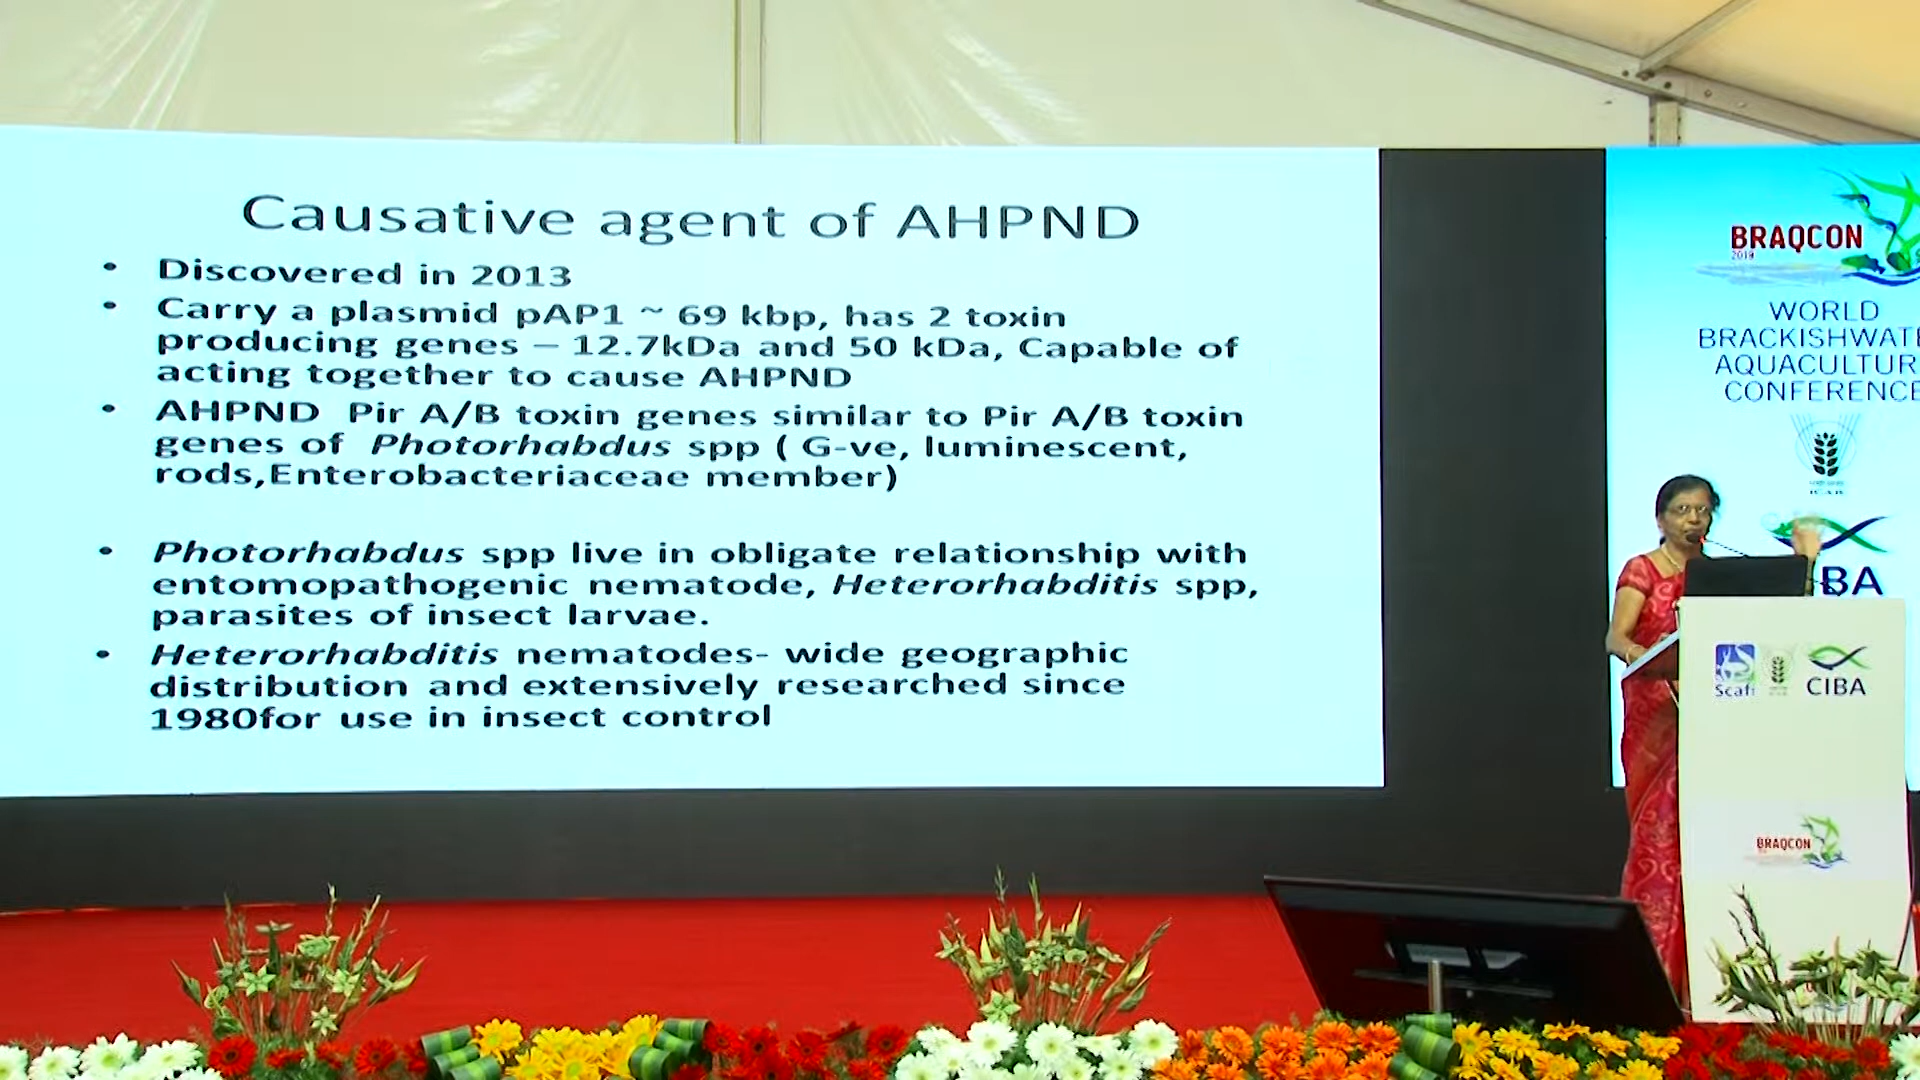 Causative agent of AHPND
• Discovered in 2013
• Carry a plasmid pAP1 ~ 69 kbp, has 2 toxin
producing genes – 12.7kDa and 50 kDa, Capable of
acting together to cause AHPND
• AHPND Pir A/B toxin genes similar to Pir A/B toxin
genes of Photorhabdus spp ( G-ve, luminescent,
rods,Enterobacteriaceae member)
• Photorhabdus spp live in obligate relationship with
entomopathogenic nematode, Heterorhabditis spp,
parasites of insect larvae.
• Heterorhabditis nematodes- wide geographic
distribution and extensively researched since
1980for use in insect control
BRAQCON
2019
WORLD
BRACKISHWATE
AQUACULTUR
CONFERENCE
BA
Scafi
CIBA
BRAQCON